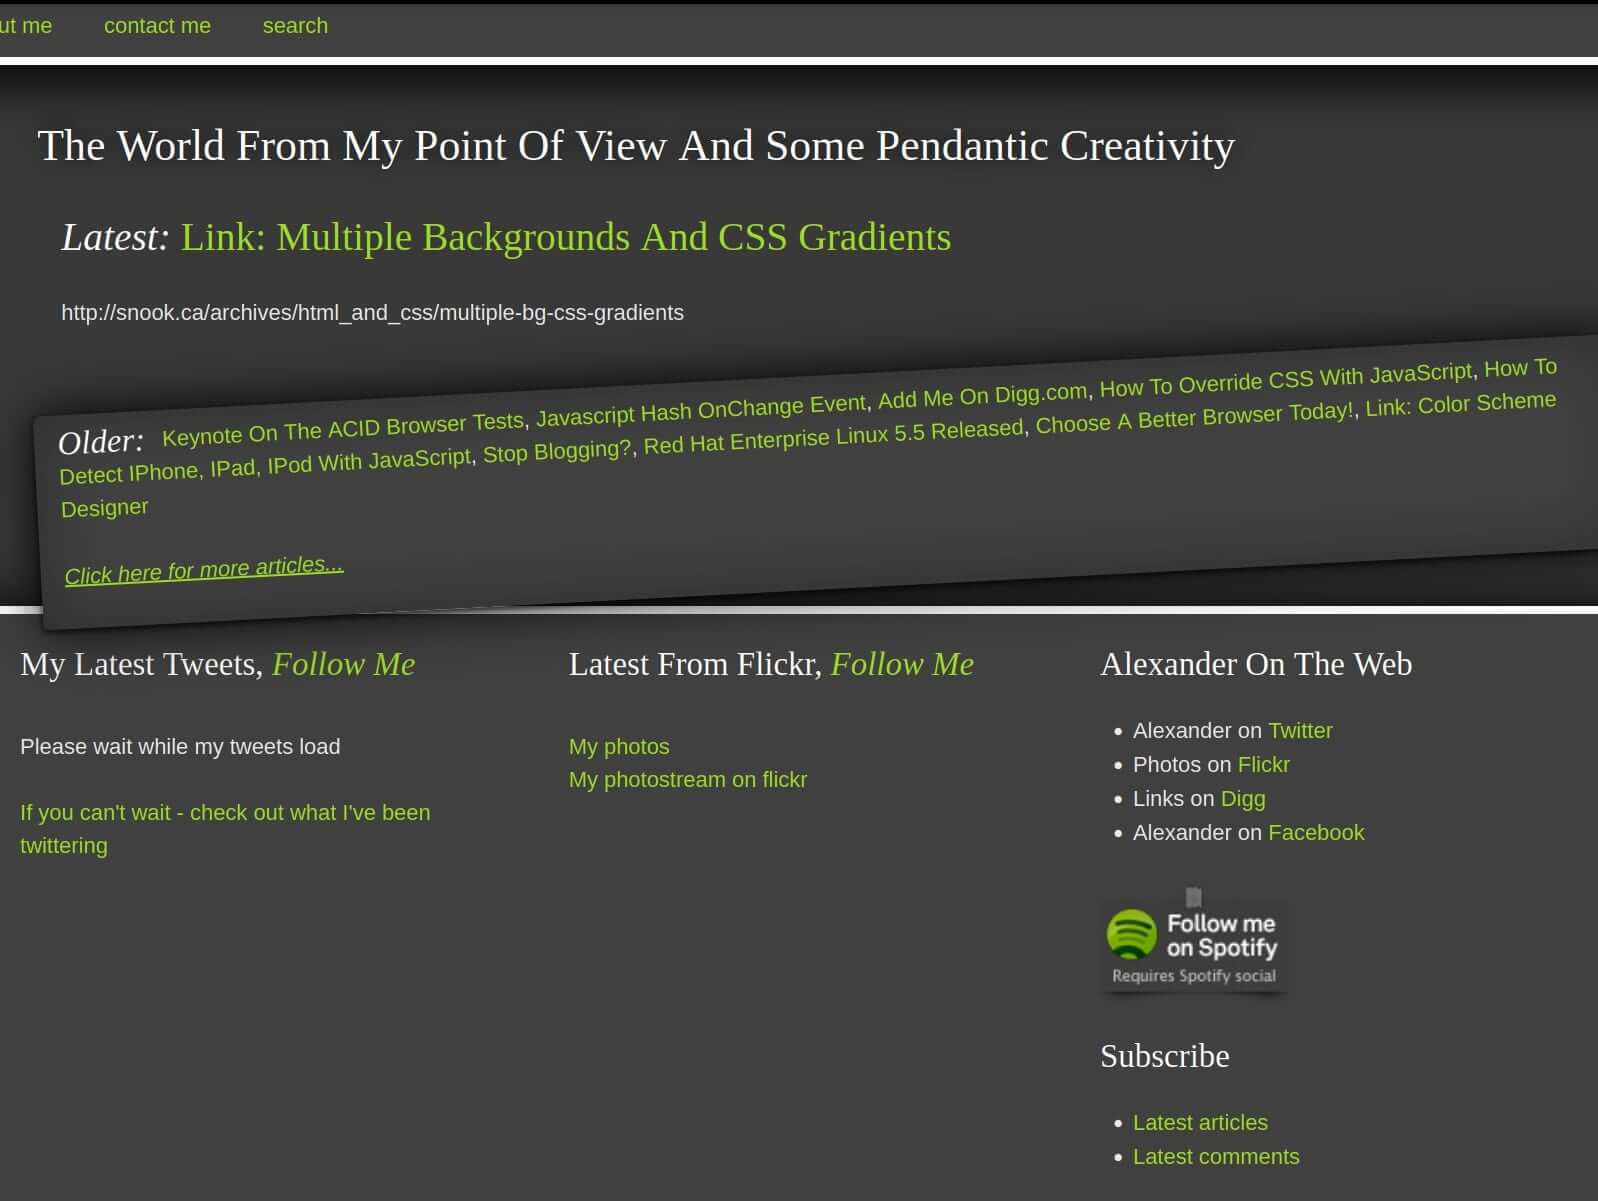 ut me contact me search
The World From My Point Of View And Some Pendantic Creativity
Latest: Link: Multiple Backgrounds And CSS Gradients
http://snook.ca/archives/html_and_css/multiple-bg-css-gradients
Older: Keynote On The ACID Browser Tests, Javascript Hash OnChange Event, Add Me On Digg.com, How To Override CSS With JavaScript, How To
Detect IPhone, IPad, IPod With JavaScript, Stop Blogging?, Red Hat Enterprise Linux 5.5 Released, Choose A Better Browser Today!, Link: Color Scheme
Designer
Click here for more articles...
My Latest Tweets, Follow Me
Please wait while my tweets load
If you can't wait - check out what I've been
twittering
Latest From Flickr, Follow Me
My photos
My photostream on flickr
Alexander On The Web
• Alexander on Twitter
• Photos on Flickr
• Links on Digg
• Alexander on Facebook
Follow me
on Spotify
Requires Spotify social
Subscribe
• Latest articles
• Latest comments